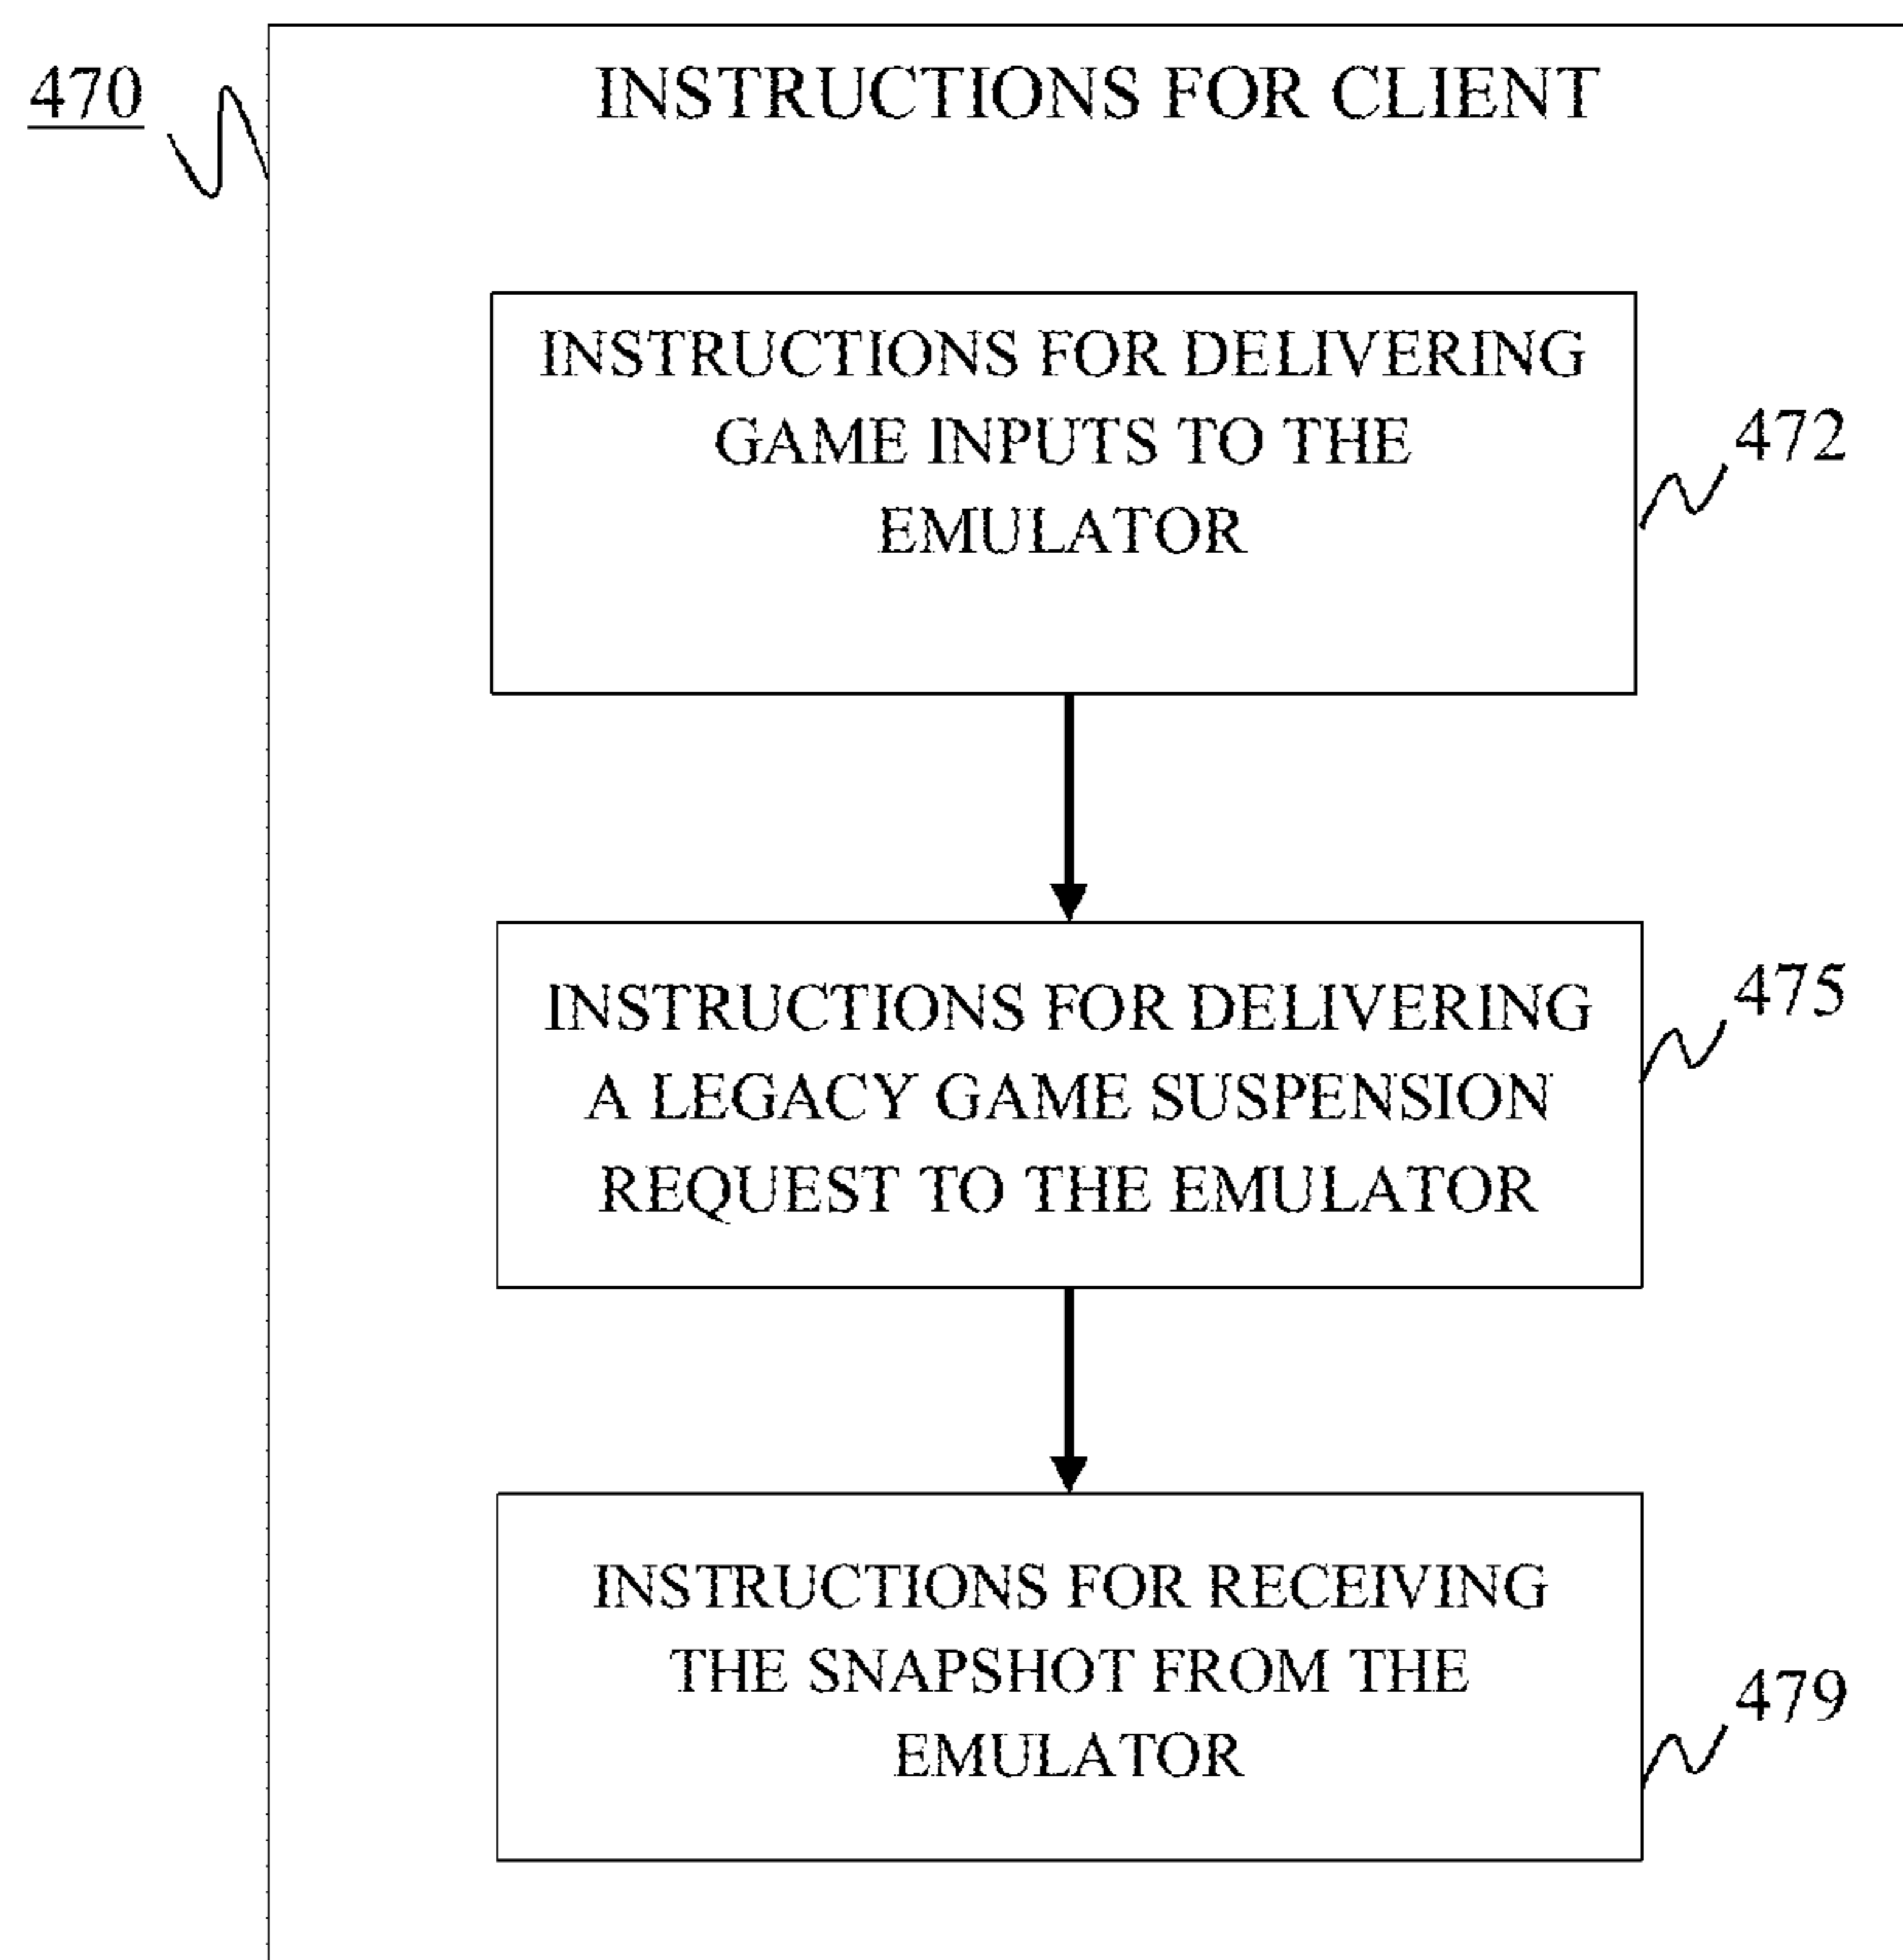 470
INSTRUCTIONS FOR CLIENT
INSTRUCTIONS FOR DELIVERING
GAME INPUTS TO THE
EMULATOR
472
INSTRUCTIONS FOR DELIVERING
A LEGACY GAME SUSPENSION
REQUEST TO THE EMULATOR
475
INSTRUCTIONS FOR RECEIVING
THE SNAPSHOT FROM THE
EMULATOR
479